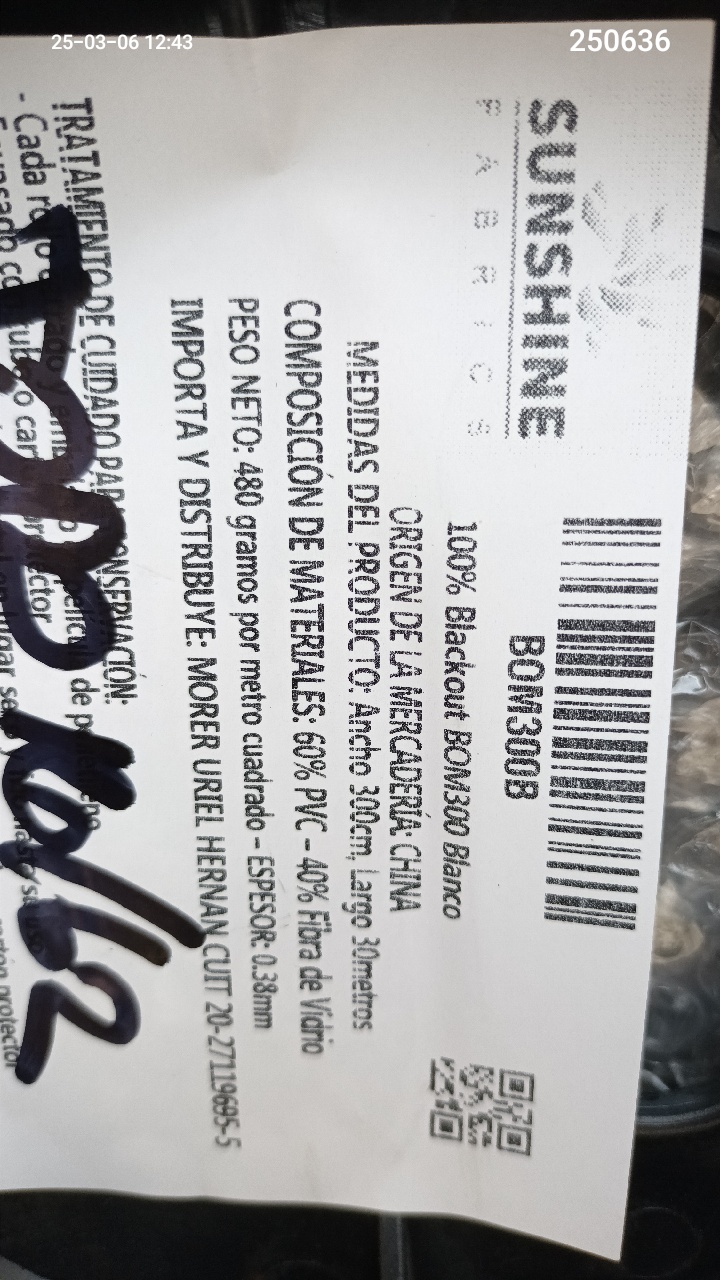 25-03-06 12:43
250636
SUNSHINE
FABRICS
BOM300B
100% Blackout BOM300 Blanco
ORIGEN DE LA MERCADERÍA: CHINA
MEDIDAS DEL PRODUCTO: Ancho 300cm, Largo 30metros
COMPOSICIÓN DE MATERIALES: 60% PVC – 40% Fibra de Vidrio
PESO NETO: 480 gramos por metro cuadrado – ESPESOR: 0.38mm
IMPORTA Y DISTRIBUYE: MORER URIEL HERNAN CUIT 20-27119695-5
TRATAMIENTO DE CUIDADO PARA CONSERVACIÓN:
- Cada